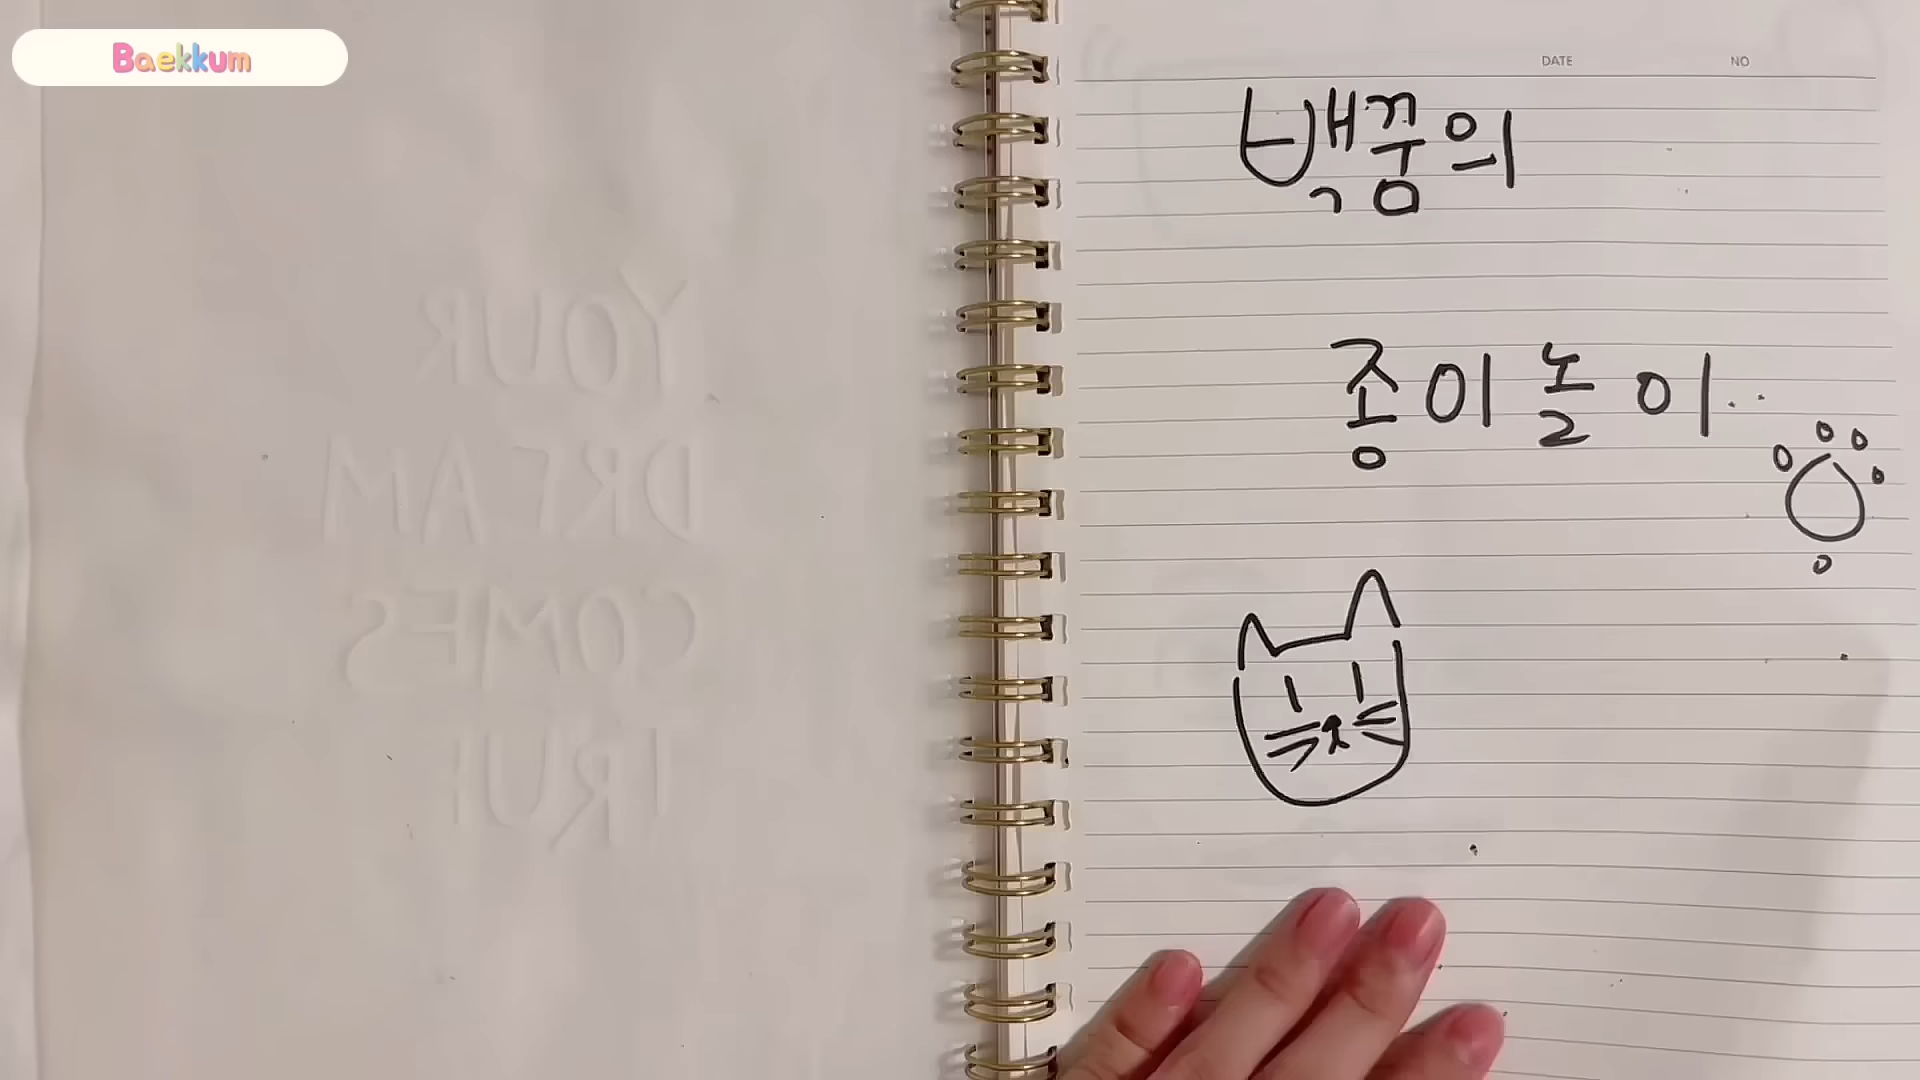 Baekkum
DATE NO
백꿈의
종이놀이..
YOUR
DREAM
COMES
TRUE